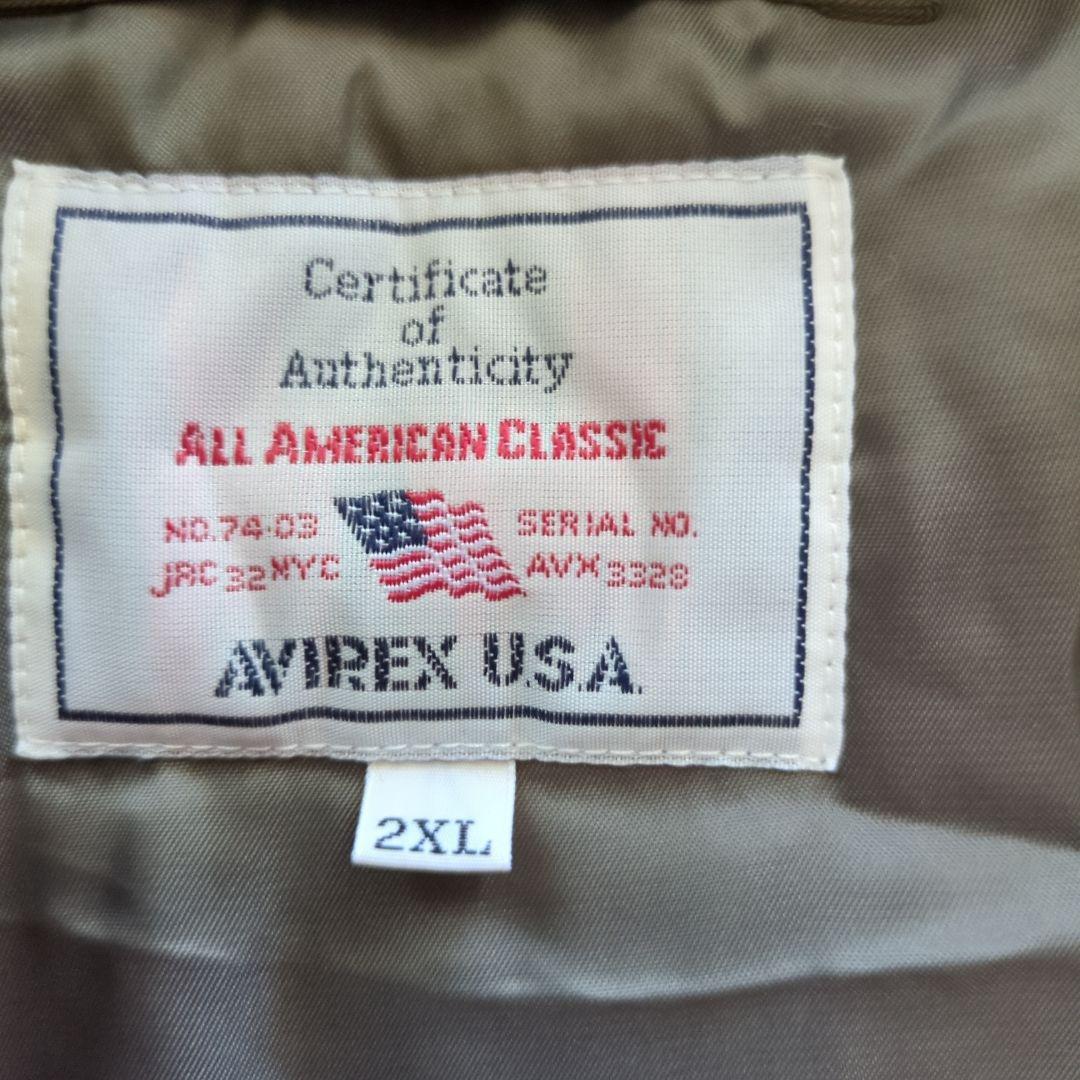 Certificate
of
Authenticity
ALL AMERICAN CLASSIC
NO.74-03 SERIAL NO.
JRC 32 NYC AVX 3328
AVIREX U.S.A.
2XL